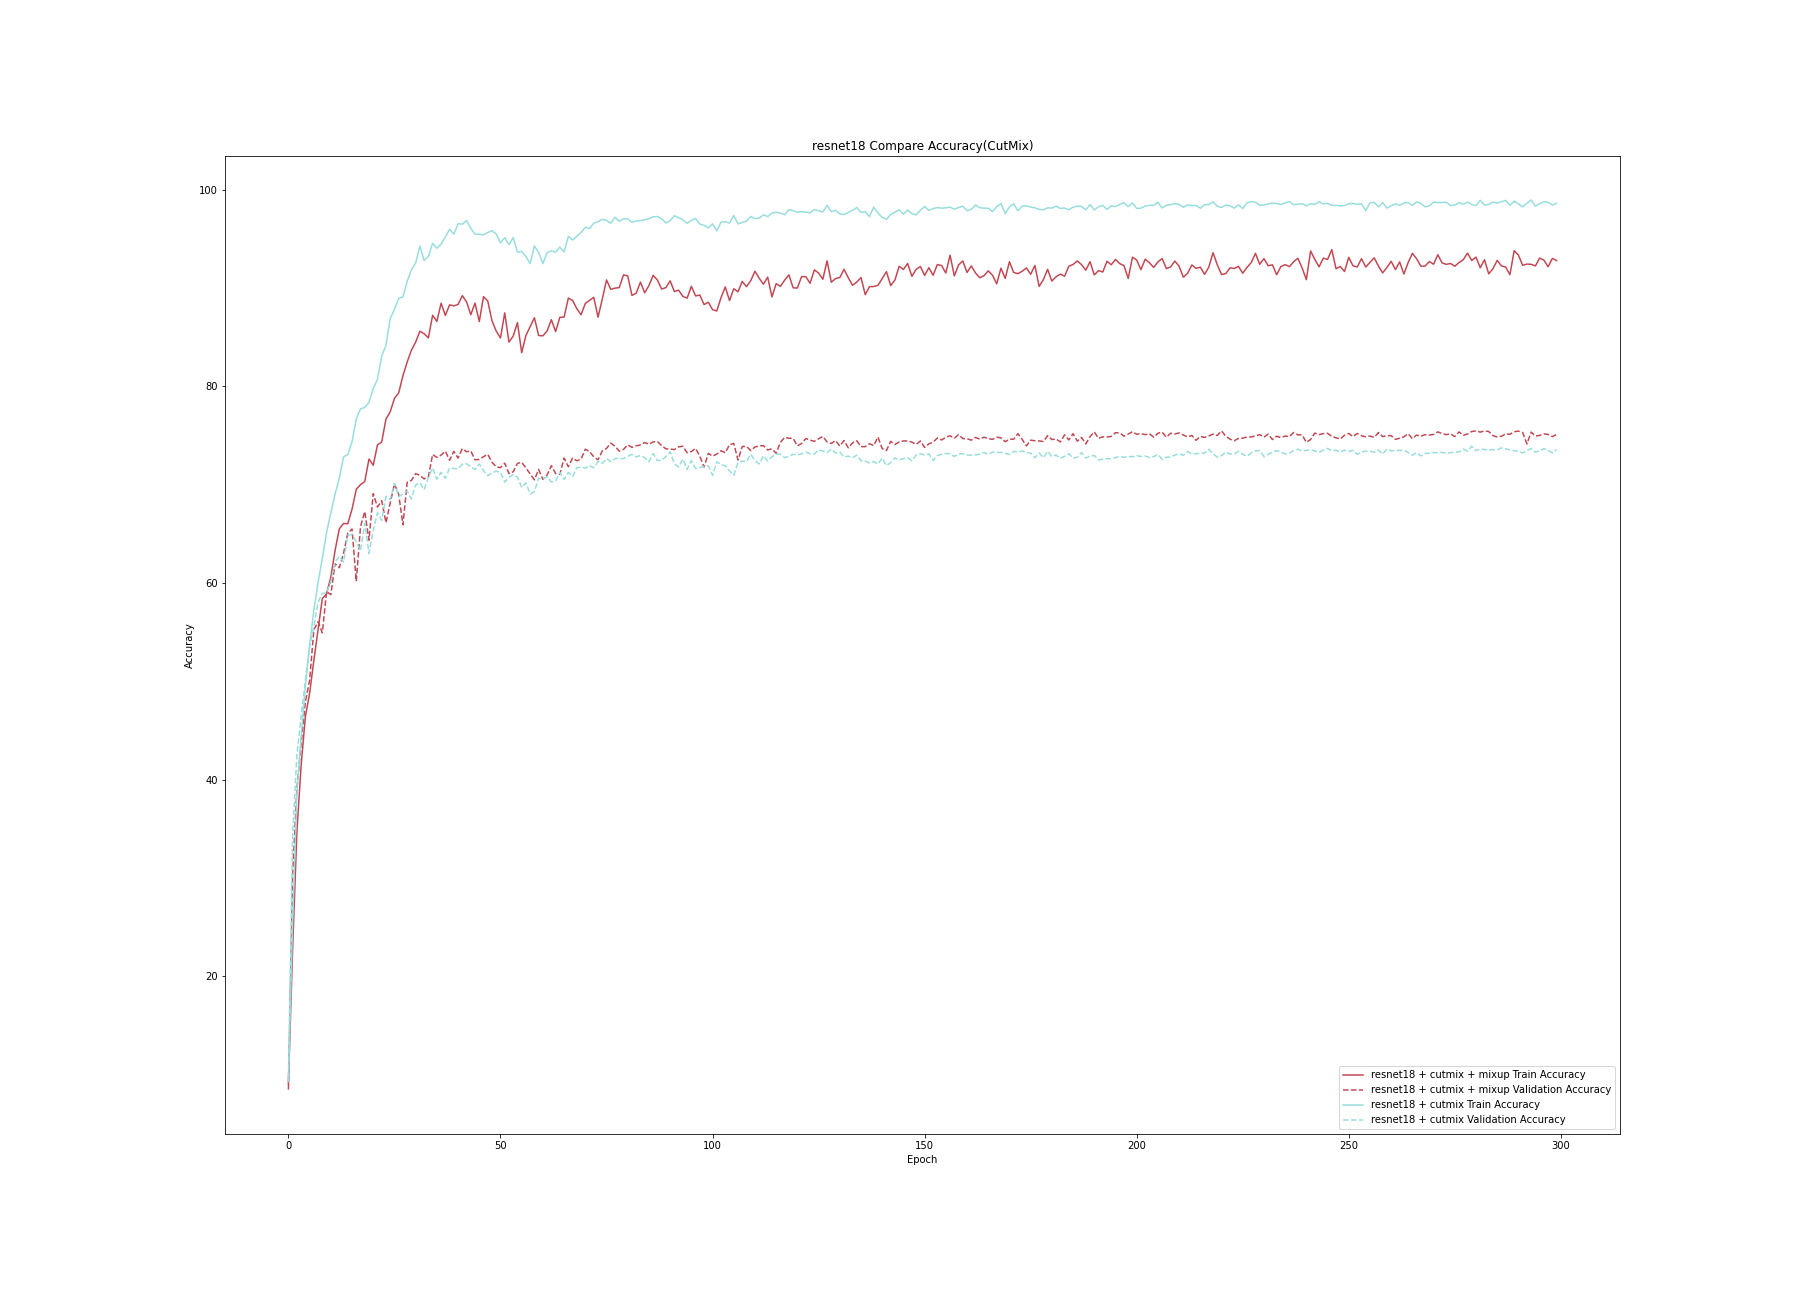 resnet18 Compare Accuracy(CutMix)
100
80
60
40
20
Accuracy
0
50
100
150
200
250
300
Epoch
resnet18 + cutmix + mixup Train Accuracy
resnet18 + cutmix + mixup Validation Accuracy
resnet18 + cutmix Train Accuracy
resnet18 + cutmix Validation Accuracy